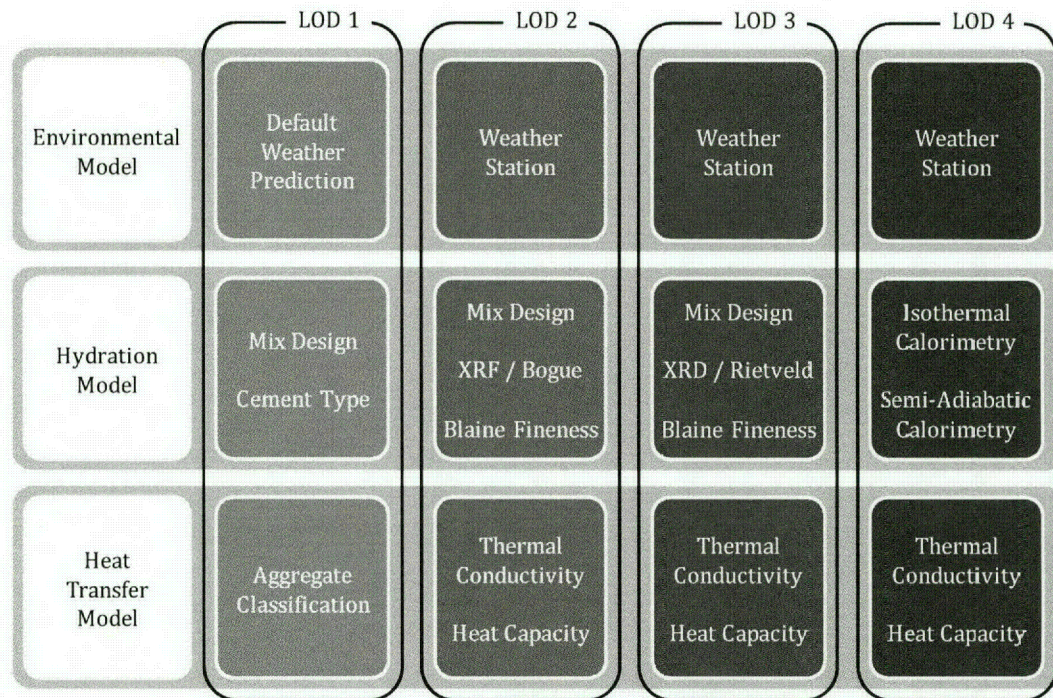 LOD 1
LOD 2
LOD 3
LOD 4
Environmental
Model
Default
Weather
Prediction
Weather
Station
Weather
Station
Weather
Station
Hydration
Model
Mix Design
Cement Type
Mix Design
XRF / Bogue
Blaine Fineness
Mix Design
XRD / Rietveld
Blaine Fineness
Isothermal
Calorimetry
Semi-Adiabatic
Calorimetry
Heat
Transfer
Model
Aggregate
Classification
Thermal
Conductivity
Heat Capacity
Thermal
Conductivity
Heat Capacity
Thermal
Conductivity
Heat Capacity